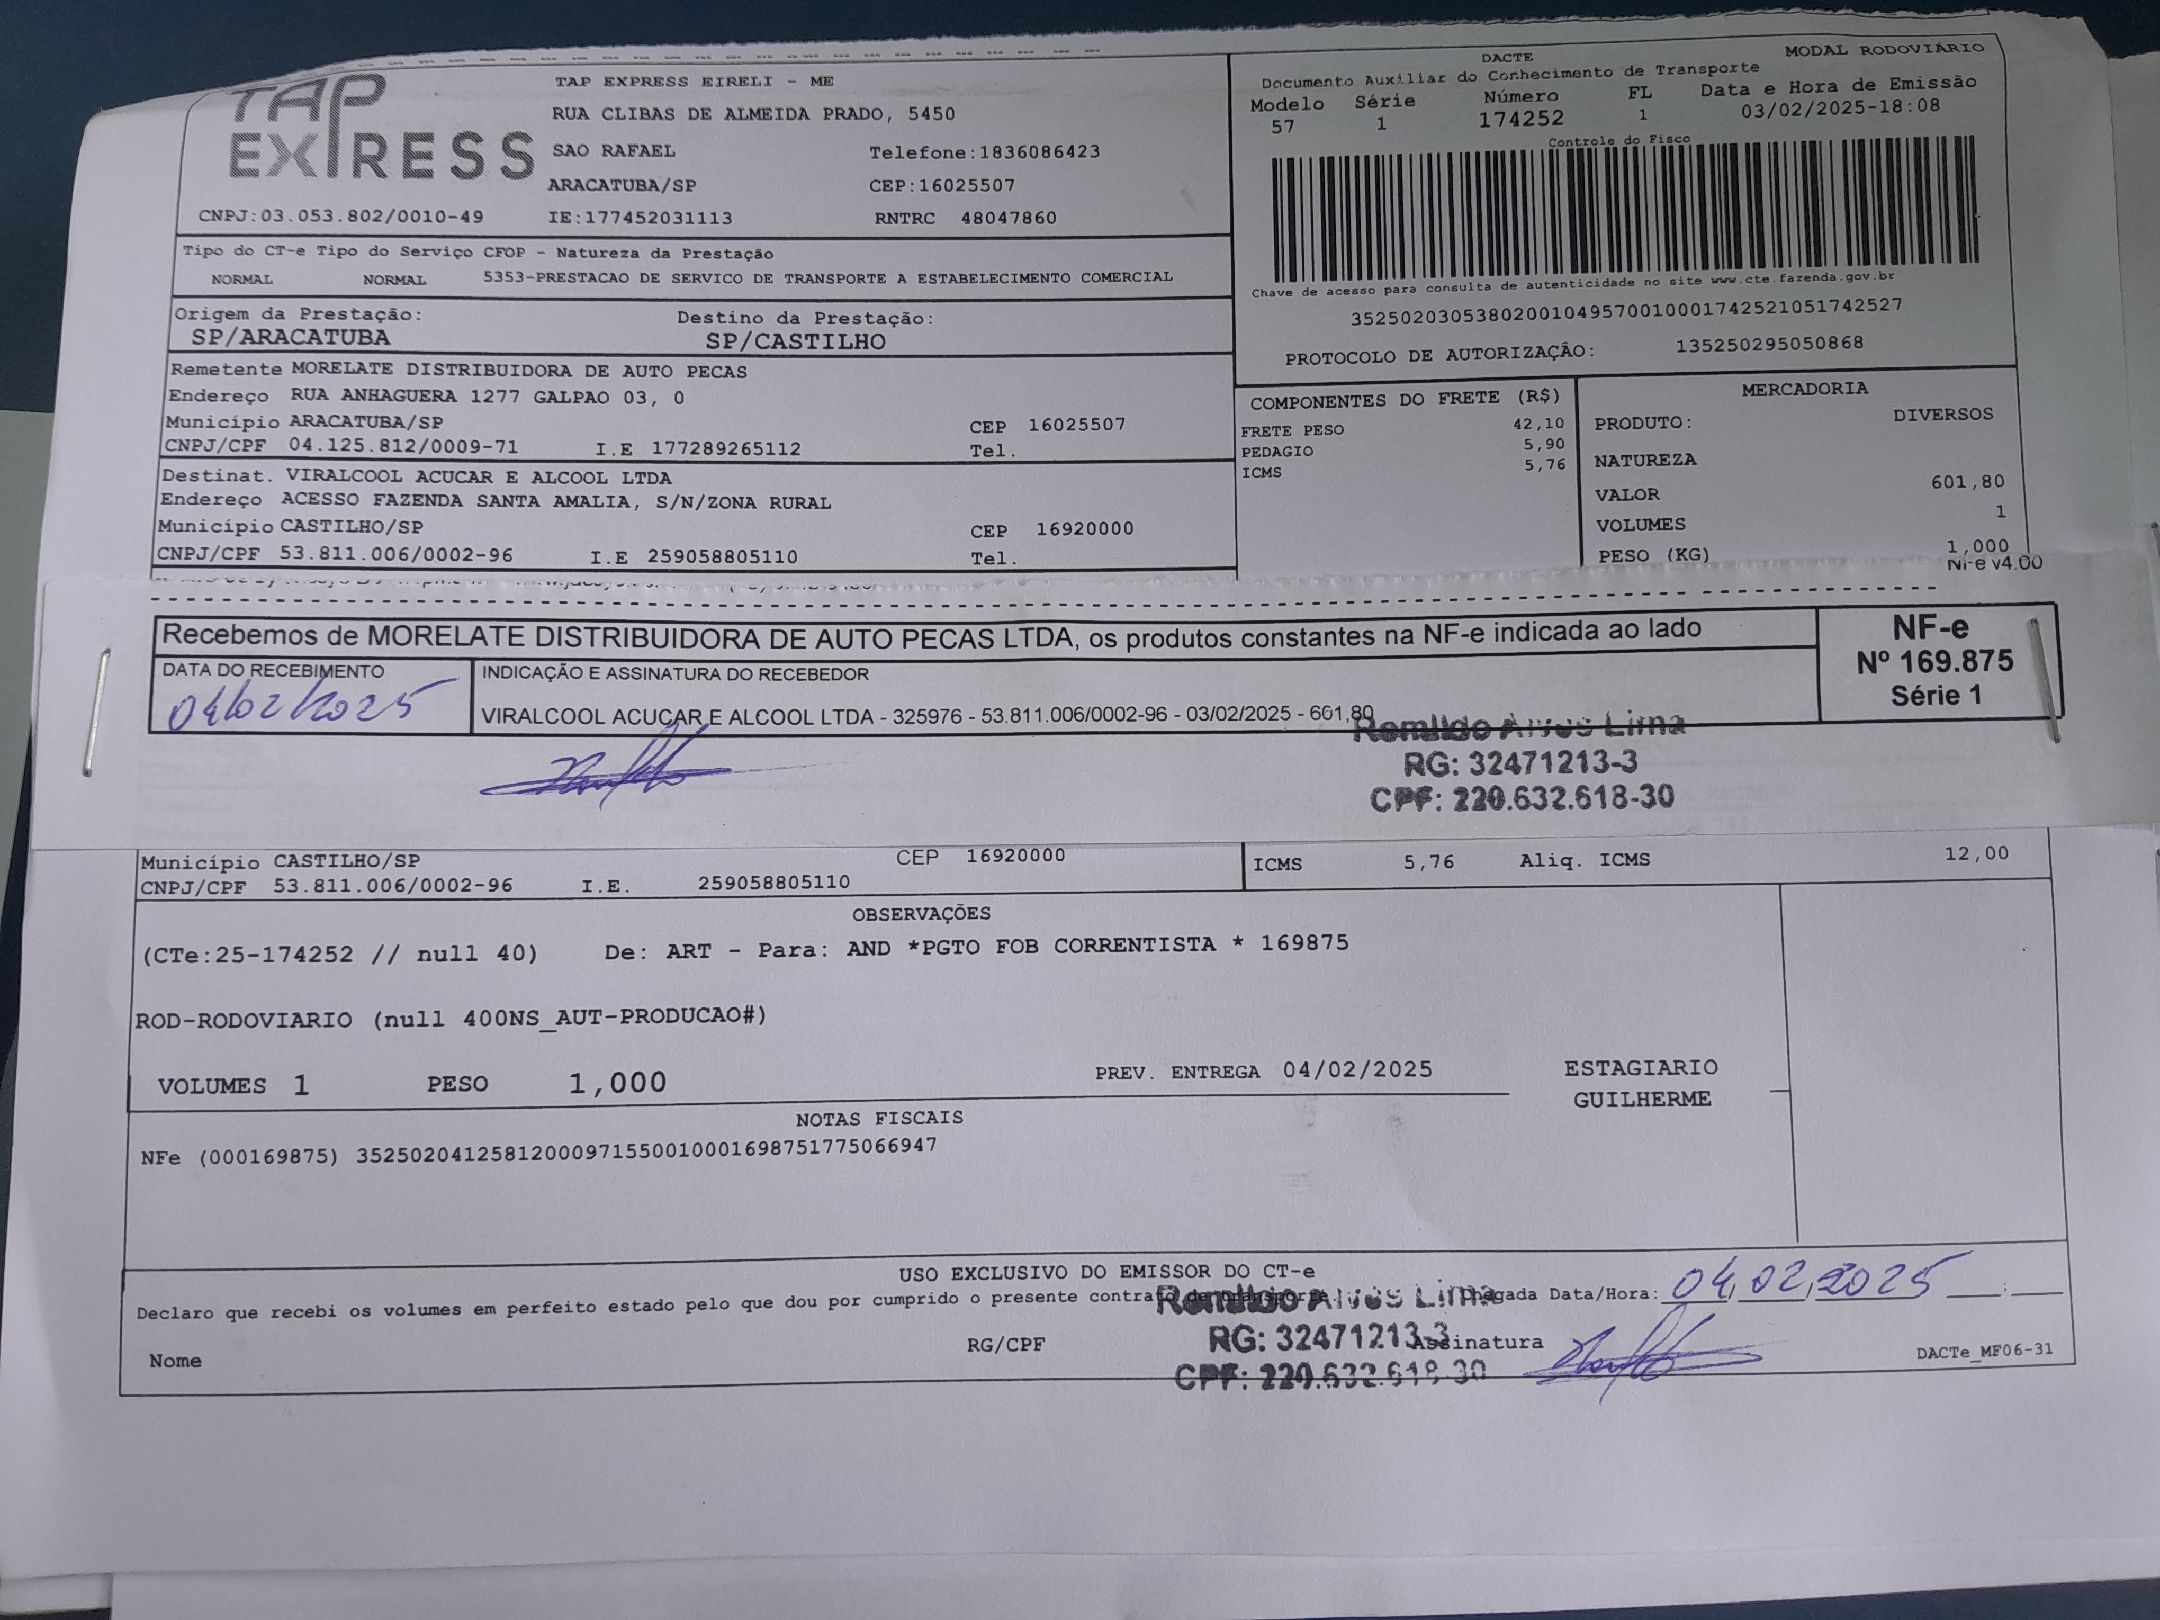 TAP EXPRESS
TAP EXPRESS EIRELI - ME
RUA CLIBAS DE ALMEIDA PRADO, 5450
SAO RAFAEL Telefone:1836086423
ARACATUBA/SP CEP:16025507
CNPJ:03.053.802/0010-49 IE:177452031113 RNTRC 48047860
DACTE MODAL RODOVIÁRIO
Documento Auxiliar do Conhecimento de Transporte
Modelo Série Número FL Data e Hora de Emissão
57 1 174252 1 03/02/2025-18:08
Controle do Fisco
Chave de acesso para consulta de autenticidade no site www.cte.fazenda.gov.br
35250203053802001049570010001742521051742527
PROTOCOLO DE AUTORIZAÇÃO: 135250295050868
Tipo do CT-e Tipo do Serviço CFOP - Natureza da Prestação
NORMAL NORMAL 5353-PRESTACAO DE SERVICO DE TRANSPORTE A ESTABELECIMENTO COMERCIAL
Origem da Prestação: Destino da Prestação:
SP/ARACATUBA SP/CASTILHO
Remetente MORELATE DISTRIBUIDORA DE AUTO PECAS
Endereço RUA ANHAGUERA 1277 GALPAO 03, 0
Município ARACATUBA/SP CEP 16025507
CNPJ/CPF 04.125.812/0009-71 I.E 177289265112 Tel.
Destinat. VIRALCOOL ACUCAR E ALCOOL LTDA
Endereço ACESSO FAZENDA SANTA AMALIA, S/N/ZONA RURAL
Município CASTILHO/SP CEP 16920000
CNPJ/CPF 53.811.006/0002-96 I.E 259058805110 Tel.
COMPONENTES DO FRETE (R$)
FRETE PESO 42,10
PEDAGIO 5,90
ICMS 5,76
MERCADORIA
PRODUTO: DIVERSOS
NATUREZA
VALOR 601,80
VOLUMES 1
PESO (KG) 1,000
NF-e v4.00
Recebemos de MORELATE DISTRIBUIDORA DE AUTO PECAS LTDA, os produtos constantes na NF-e indicada ao lado
DATA DO RECEBIMENTO INDICAÇÃO E ASSINATURA DO RECEBEDOR
04/02/2025
VIRALCOOL ACUCAR E ALCOOL LTDA - 325976 - 53.811.006/0002-96 - 03/02/2025 - 601,80
NF-e
Nº 169.875
Série 1
Romildo Alves Lima
RG: 32471213-3
CPF: 220.632.618-30
Município CASTILHO/SP CEP 16920000
CNPJ/CPF 53.811.006/0002-96 I.E. 259058805110
ICMS 5,76 Aliq. ICMS 12,00
OBSERVAÇÕES
(CTe:25-174252 // null 40) De: ART - Para: AND *PGTO FOB CORRENTISTA * 169875
ROD-RODOVIARIO (null 400NS_AUT-PRODUCAO#)
VOLUMES 1 PESO 1,000 PREV. ENTREGA 04/02/2025 ESTAGIARIO
GUILHERME
NOTAS FISCAIS
NFe (000169875) 35250204125812000971550010001698751775066947
USO EXCLUSIVO DO EMISSOR DO CT-e
Declaro que recebi os volumes em perfeito estado pelo que dou por cumprido o presente contrato de transporte Chegada Data/Hora: 04/02/2025 __:__
Romildo Alves Lima
RG: 32471213-3
CPF: 220.632.618-30
Nome RG/CPF Assinatura DACTe_MF06-31